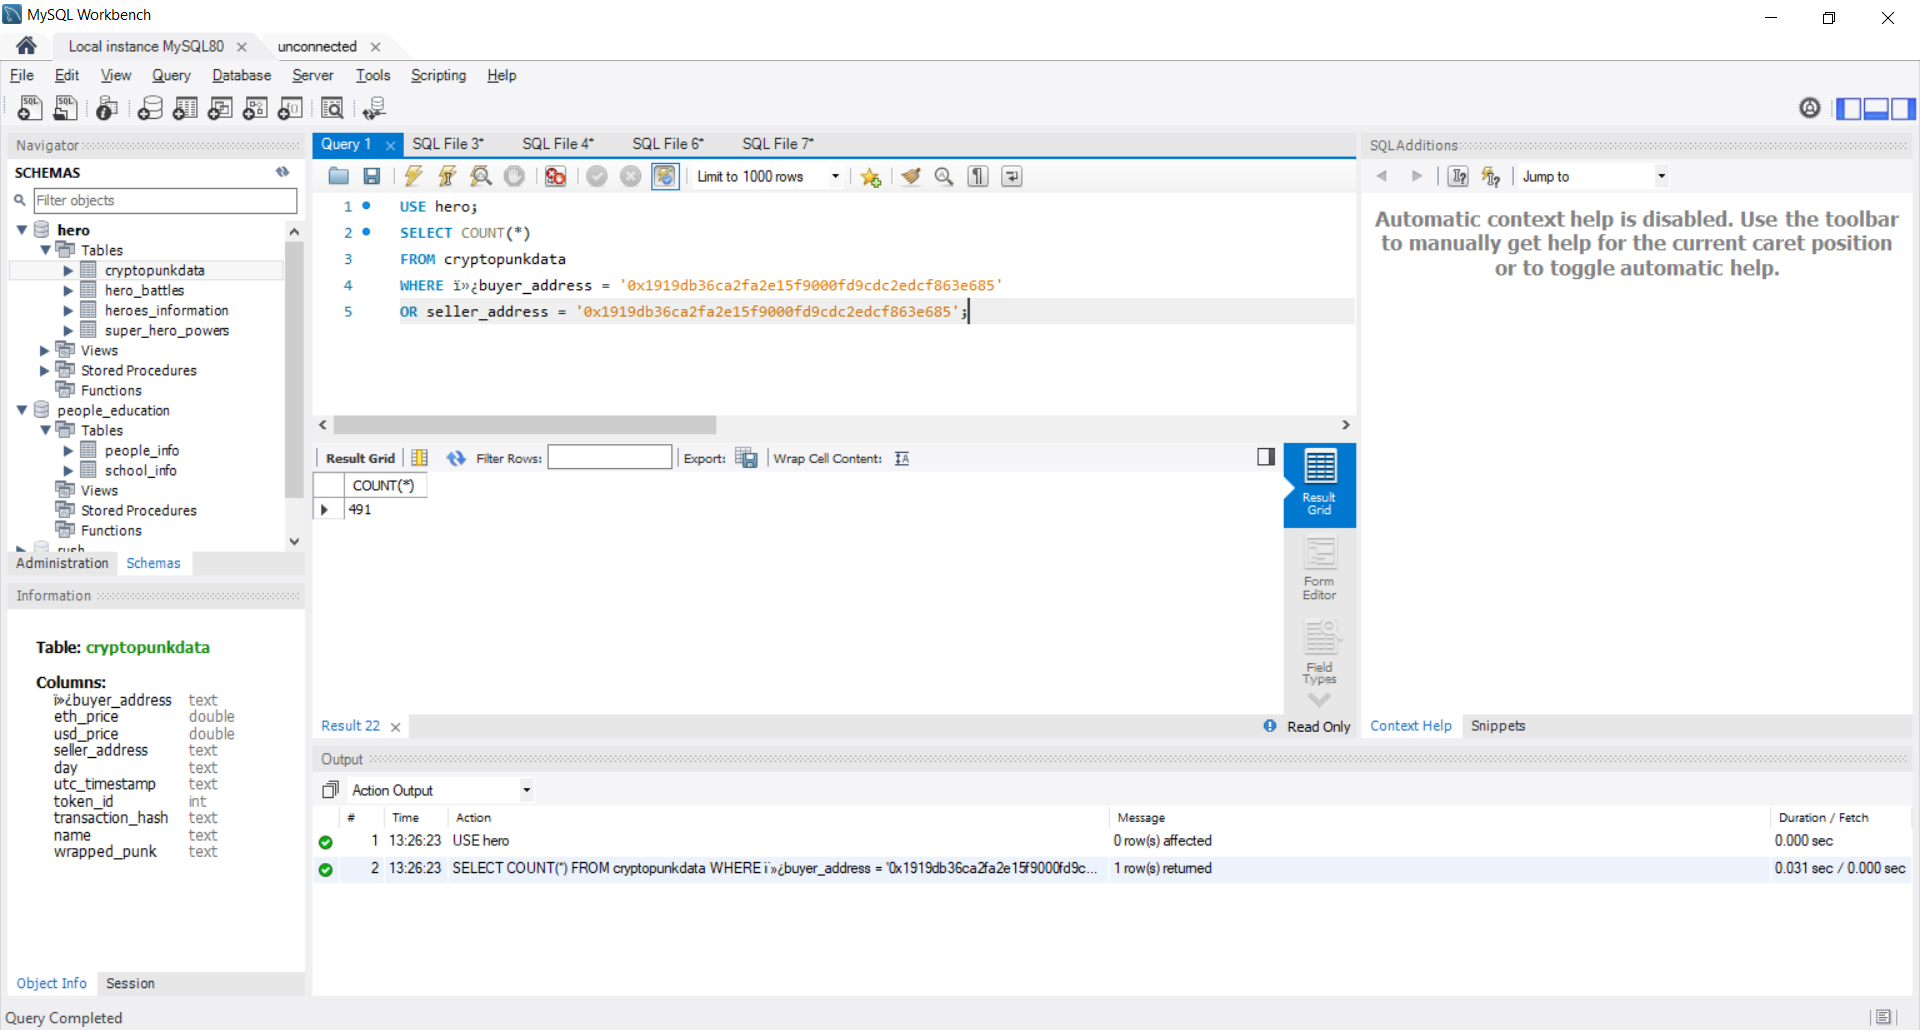 MySQL Workbench
Local instance MySQL80
unconnected
File Edit View Query Database Server Tools Scripting Help
Navigator
SCHEMAS
Filter objects
hero
Tables
cryptopunkdata
hero_battles
heroes_information
super_hero_powers
Views
Stored Procedures
Functions
people_education
Tables
people_info
school_info
Views
Stored Procedures
Functions
rush
Administration Schemas
Information
Table: cryptopunkdata
Columns:
ï»¿buyer_address text
eth_price double
usd_price double
seller_address text
day text
utc_timestamp text
token_id int
transaction_hash text
name text
wrapped_punk text
Object Info Session
Query 1 SQL File 3* SQL File 4* SQL File 6* SQL File 7*
Limit to 1000 rows
1 USE hero;
2 SELECT COUNT(*)
3 FROM cryptopunkdata
4 WHERE ï»¿buyer_address = '0x1919db36ca2fa2e15f9000fd9cdc2edcf863e685'
5 OR seller_address = '0x1919db36ca2fa2e15f9000fd9cdc2edcf863e685';
Result Grid Filter Rows: Export: Wrap Cell Content:
COUNT(*)
491
Result Grid
Form Editor
Field Types
Result 22
Read Only
SQLAdditions
Jump to
Automatic context help is disabled. Use the toolbar
to manually get help for the current caret position
or to toggle automatic help.
Context Help Snippets
Output
Action Output
# Time Action Message Duration / Fetch
1 13:26:23 USE hero 0 row(s) affected 0.000 sec
2 13:26:23 SELECT COUNT(*) FROM cryptopunkdata WHERE ï»¿buyer_address = '0x1919db36ca2fa2e15f9000fd9c... 1 row(s) returned 0.031 sec / 0.000 sec
Query Completed